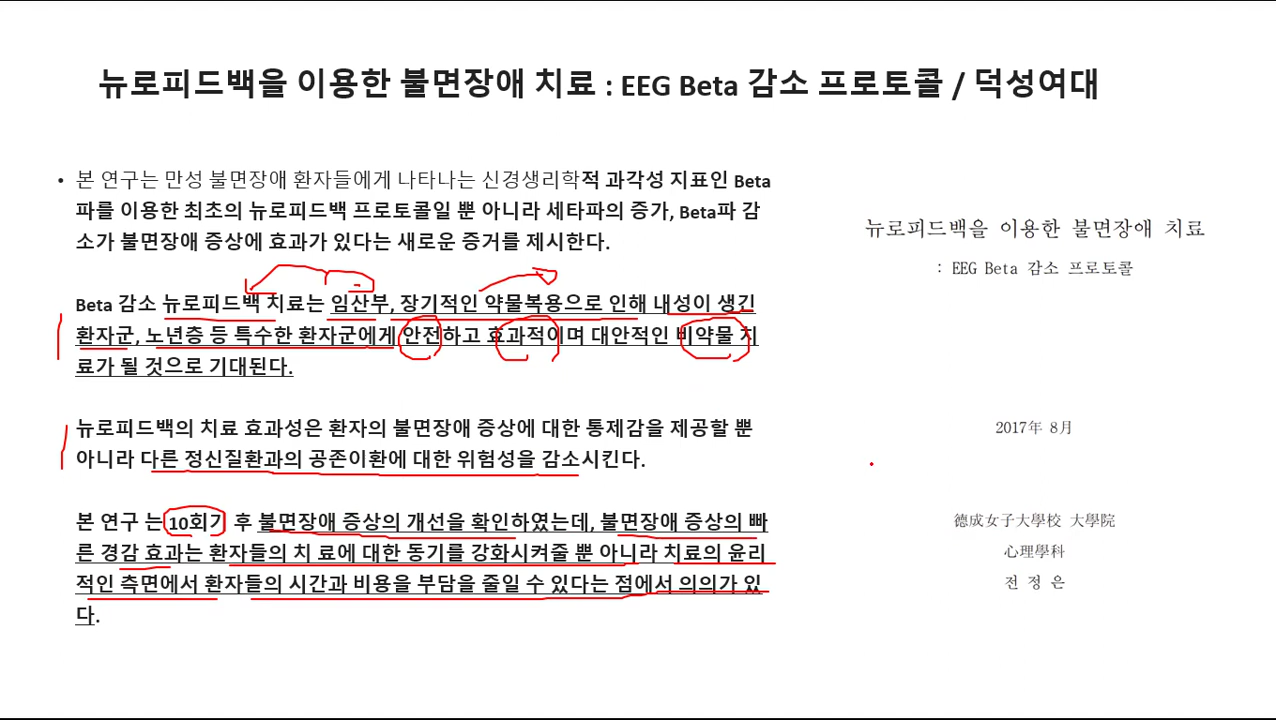 뉴로피드백을 이용한 불면장애 치료 : EEG Beta 감소 프로토콜 / 덕성여대
• 본 연구는 만성 불면장애 환자들에게 나타나는 신경생리학적 과각성 지표인 Beta
파를 이용한 최초의 뉴로피드백 프로토콜일 뿐 아니라 세타파의 증가, Beta파 감
소가 불면장애 증상에 효과가 있다는 새로운 증거를 제시한다.
Beta 감소 뉴로피드백 치료는 임산부, 장기적인 약물복용으로 인해 내성이 생긴
환자군, 노년층 등 특수한 환자군에게 안전하고 효과적이며 대안적인 비약물 치
료가 될 것으로 기대된다.
뉴로피드백의 치료 효과성은 환자의 불면장애 증상에 대한 통제감을 제공할 뿐
아니라 다른 정신질환과의 공존이환에 대한 위험성을 감소시킨다.
본 연구 는 10회기 후 불면장애 증상의 개선을 확인하였는데, 불면장애 증상의 빠
른 경감 효과는 환자들의 치 료에 대한 동기를 강화시켜줄 뿐 아니라 치료의 윤리
적인 측면에서 환자들의 시간과 비용을 부담을 줄일 수 있다는 점에서 의의가 있
다.
뉴로피드백을 이용한 불면장애 치료
: EEG Beta 감소 프로토콜
2017年 8月
德成女子大學校 大學院
心理學科
전 정 은